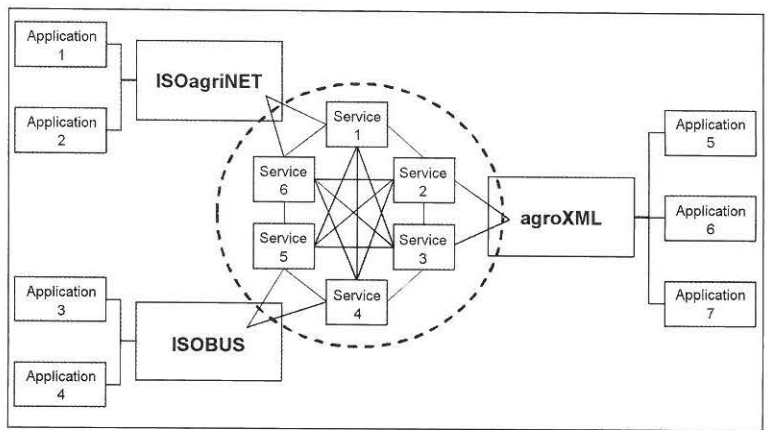 Application
1
Application
2
ISOagriNET
Service
1
Service
6
Service
2
Service
5
Service
3
Service
4
agroXML
Application
5
Application
6
Application
7
Application
3
Application
4
ISOBUS